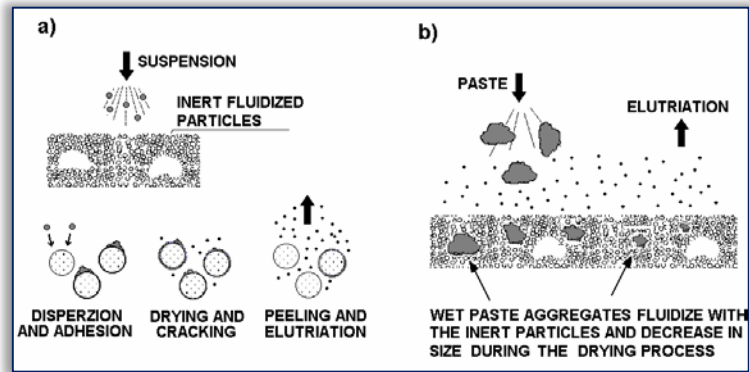 a)
SUSPENSION
INERT FLUIDIZED
PARTICLES
DISPERZION
AND ADHESION
DRYING AND
CRACKING
PEELING AND
ELUTRIATION
b)
PASTE
ELUTRIATION
WET PASTE AGGREGATES FLUIDIZE WITH
THE INERT PARTICLES AND DECREASE IN
SIZE DURING THE DRYING PROCESS